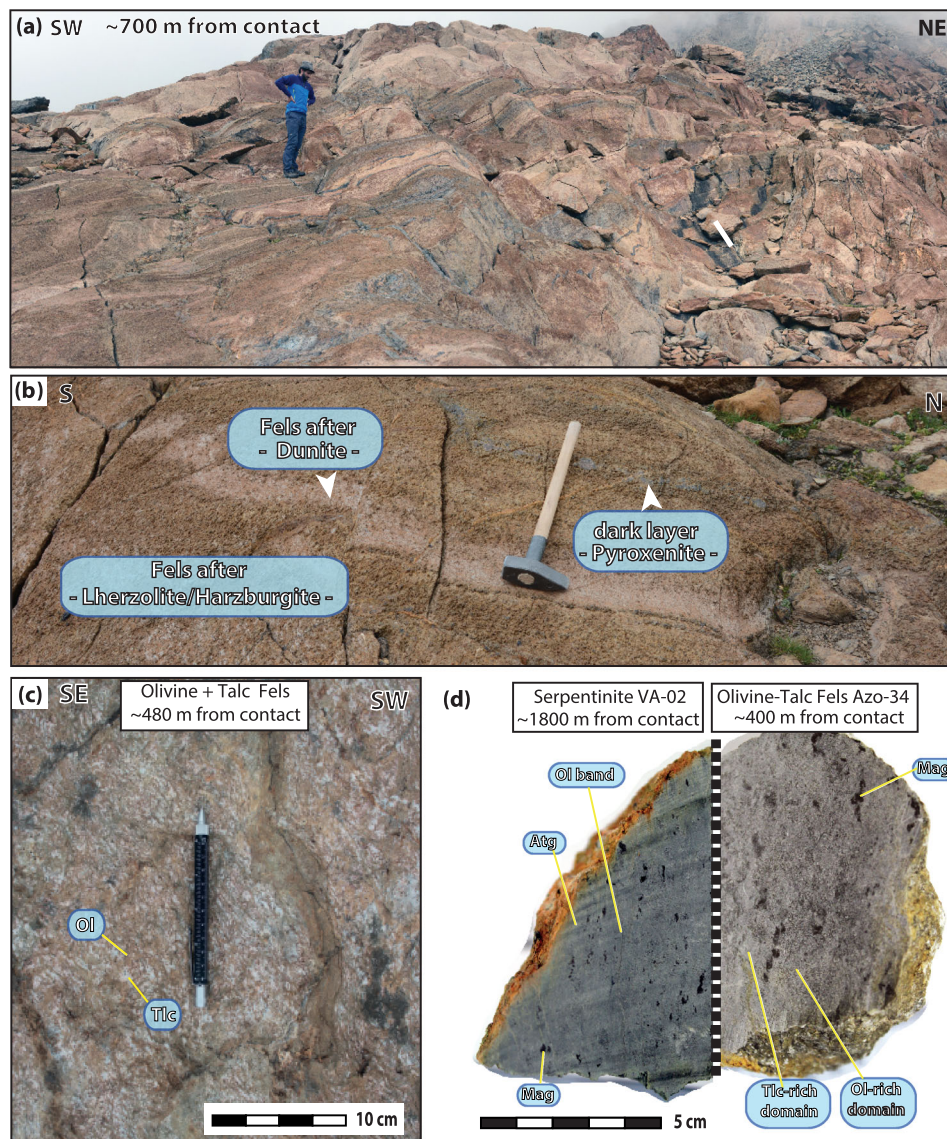 (a) SW ~700 m from contact NE
(b) S N
Fels after
- Dunite -
dark layer
- Pyroxenite -
Fels after
- Lherzolite/Harzburgite -
(c) SE Olivine + Talc Fels SW
~480 m from contact
Ol
Tlc
10 cm
(d) Serpentinite VA-02
~1800 m from contact
Olivine-Talc Fels Azo-34
~400 m from contact
Ol band
Mag
Atg
Mag
Tlc-rich
domain
Ol-rich
domain
5 cm